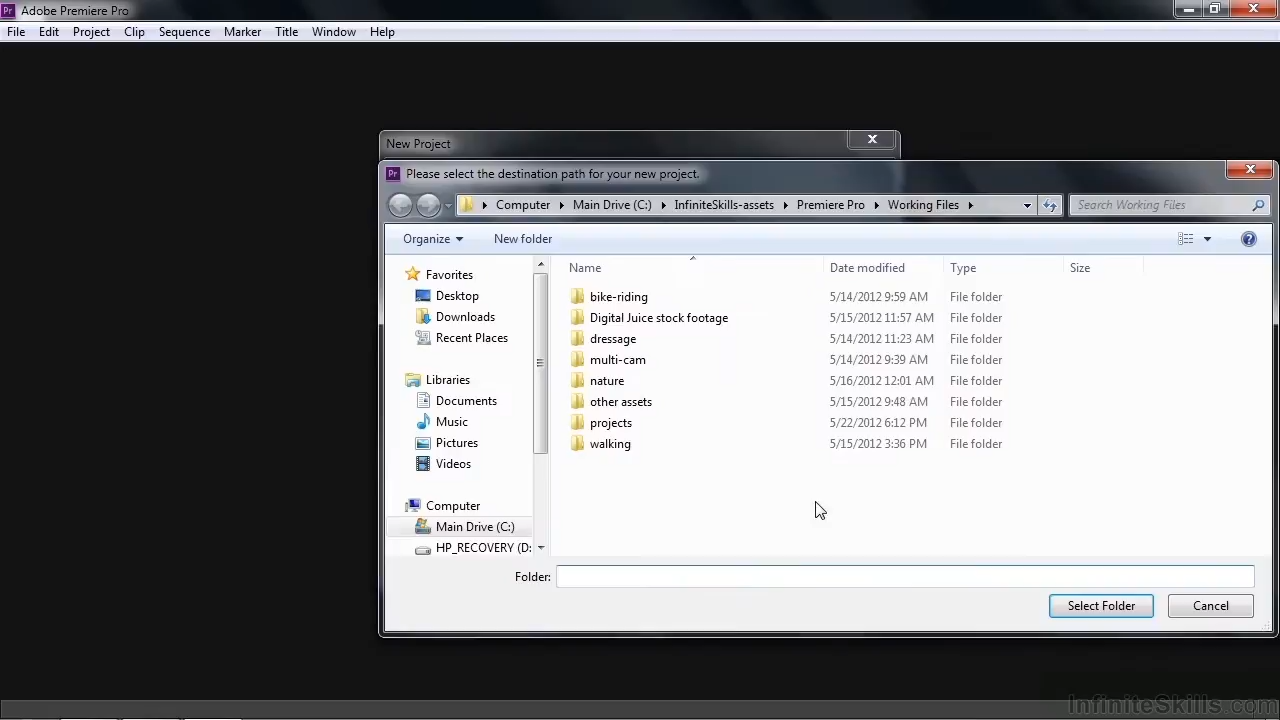 Pr Adobe Premiere Pro
File Edit Project Clip Sequence Marker Title Window Help
New Project
Pr Please select the destination path for your new project.
Computer Main Drive (C:) InfiniteSkills-assets Premiere Pro Working Files Search Working Files
Organize New folder
Name Date modified Type Size
Favorites
Desktop
Downloads
Recent Places
Libraries
Documents
Music
Pictures
Videos
Computer
Main Drive (C:)
HP_RECOVERY (D:
bike-riding 5/14/2012 9:59 AM File folder
Digital Juice stock footage 5/15/2012 11:57 AM File folder
dressage 5/14/2012 11:23 AM File folder
multi-cam 5/14/2012 9:39 AM File folder
nature 5/16/2012 12:01 AM File folder
other assets 5/15/2012 9:48 AM File folder
projects 5/22/2012 6:12 PM File folder
walking 5/15/2012 3:36 PM File folder
Folder:
Select Folder Cancel
InfiniteSkills.com